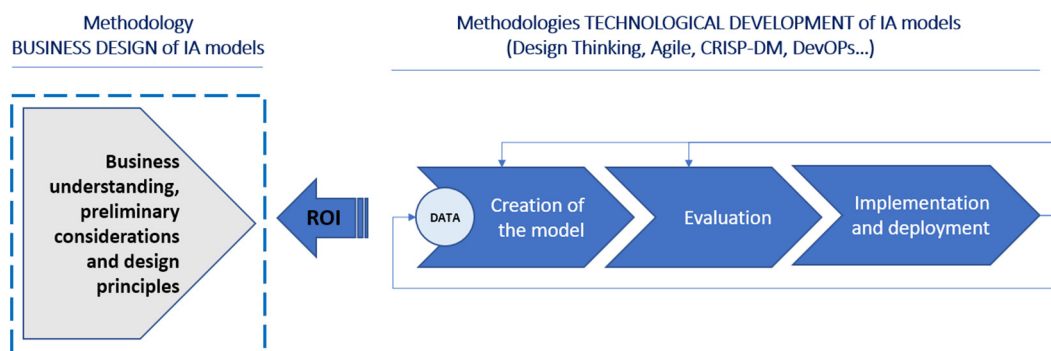 Methodology
BUSINESS DESIGN of IA models
Methodologies TECHNOLOGICAL DEVELOPMENT of IA models
(Design Thinking, Agile, CRISP-DM, DevOPs...)
Business
understanding,
preliminary
considerations
and design
principles
ROI
DATA
Creation of
the model
Evaluation
Implementation
and deployment